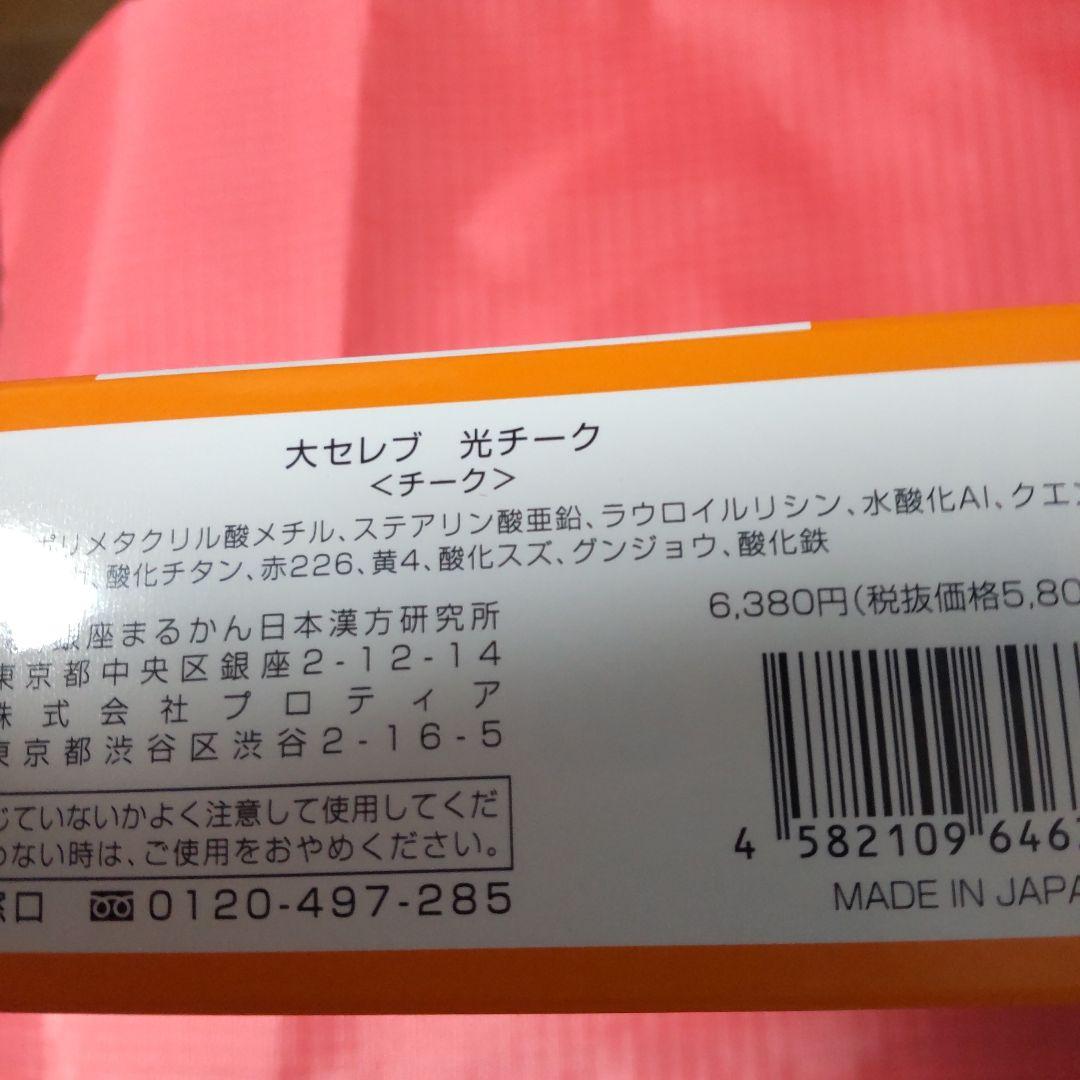 大セレブ 光チーク
<チーク>
ポリメタクリル酸メチル、ステアリン酸亜鉛、ラウロイルリシン、水酸化Al、クエン
酸化チタン、赤226、黄4、酸化スズ、グンジョウ、酸化鉄
6,380円(税抜価格5,80
銀座まるかん日本漢方研究所
東京都中央区銀座2-12-14
株式会社プロティア
東京都渋谷区渋谷2-16-5
じていないかよく注意して使用してくだ
わない時は、ご使用をおやめください。
窓口 0120-497-285
4 582109 646
MADE IN JAPA